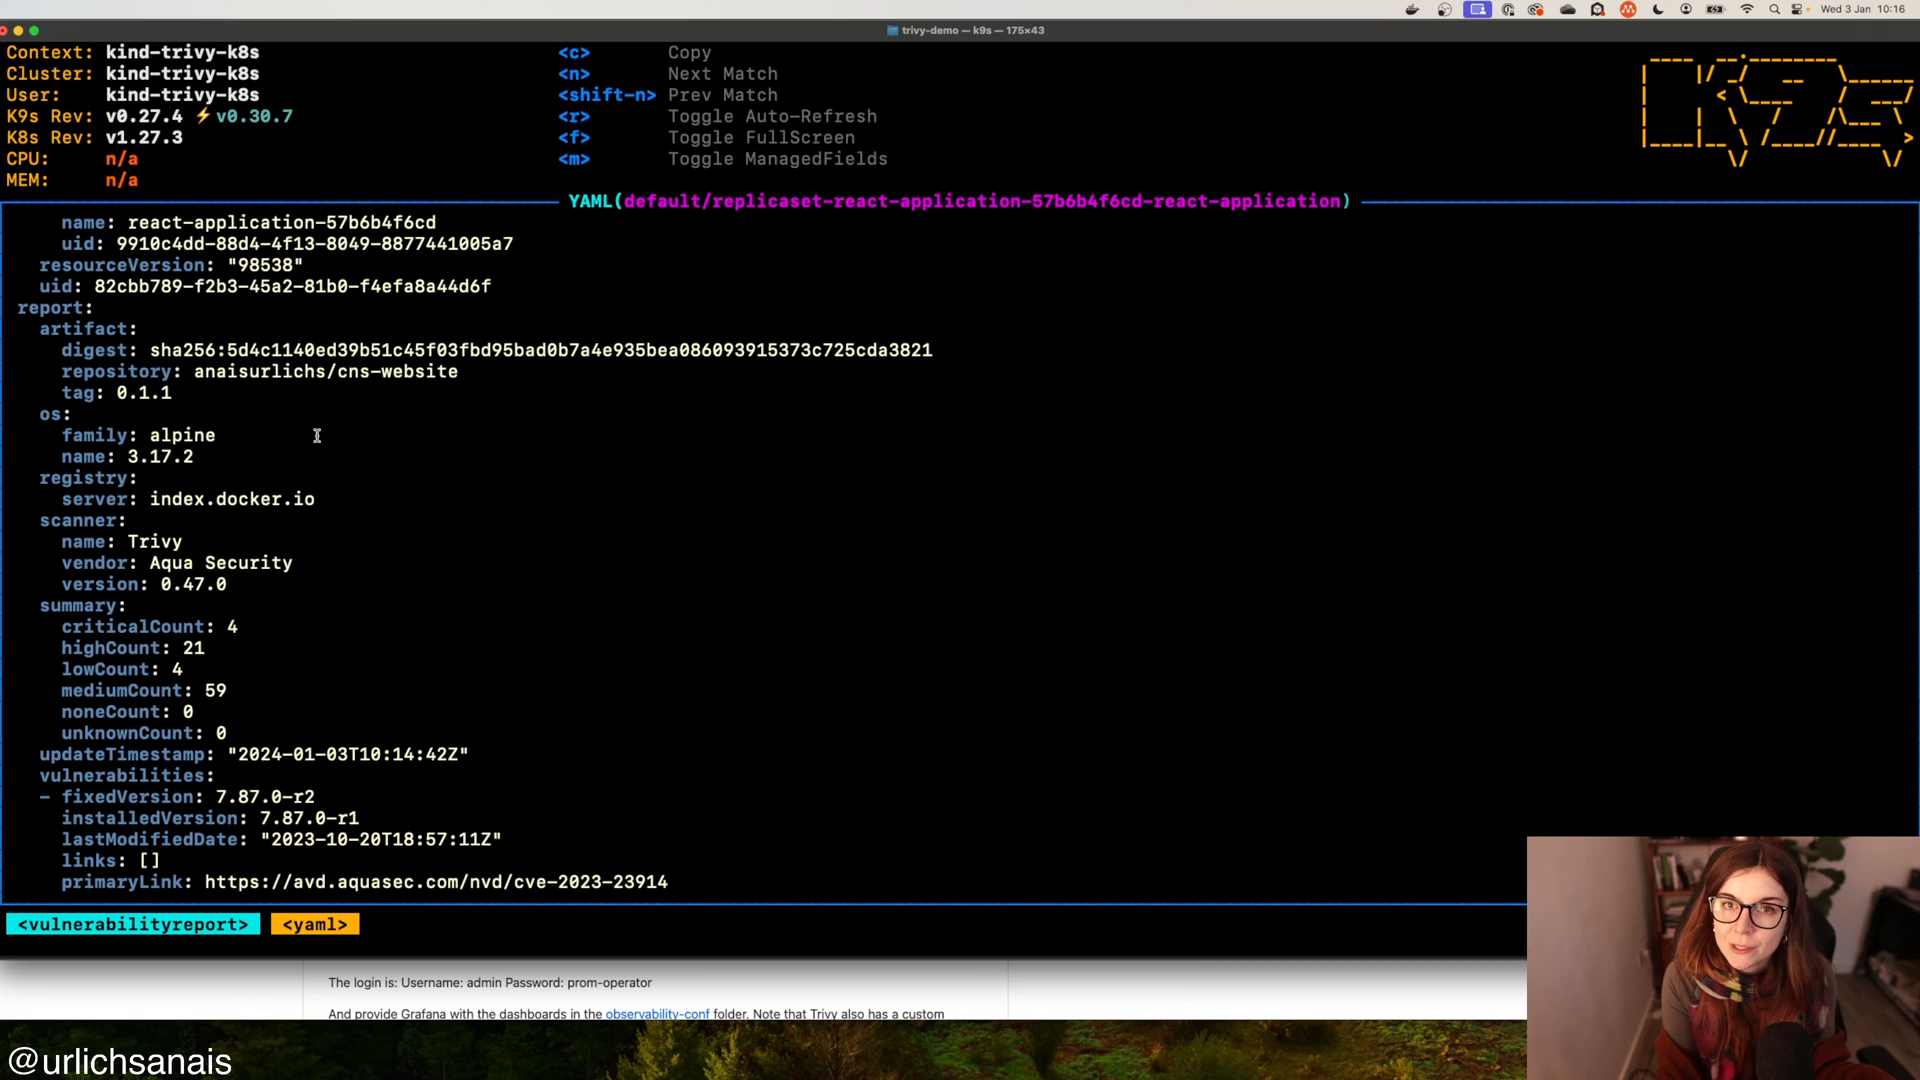 Wed 3 Jan 10:16
trivy-demo — k9s — 175×43
Context: kind-trivy-k8s
Cluster: kind-trivy-k8s
User: kind-trivy-k8s
K9s Rev: v0.27.4 ⚡v0.30.7
K8s Rev: v1.27.3
CPU: n/a
MEM: n/a
<c> Copy
<n> Next Match
<shift-n> Prev Match
<r> Toggle Auto-Refresh
<f> Toggle FullScreen
<m> Toggle ManagedFields
K9s
YAML(default/replicaset-react-application-57b6b4f6cd-react-application)
name: react-application-57b6b4f6cd
uid: 9910c4dd-88d4-4f13-8049-8877441005a7
resourceVersion: "98538"
uid: 82cbb789-f2b3-45a2-81b0-f4efa8a44d6f
report:
artifact:
digest: sha256:5d4c1140ed39b51c45f03fbd95bad0b7a4e935bea086093915373c725cda3821
repository: anaisurlichs/cns-website
tag: 0.1.1
os:
family: alpine
name: 3.17.2
registry:
server: index.docker.io
scanner:
name: Trivy
vendor: Aqua Security
version: 0.47.0
summary:
criticalCount: 4
highCount: 21
lowCount: 4
mediumCount: 59
noneCount: 0
unknownCount: 0
updateTimestamp: "2024-01-03T10:14:42Z"
vulnerabilities:
- fixedVersion: 7.87.0-r2
installedVersion: 7.87.0-r1
lastModifiedDate: "2023-10-20T18:57:11Z"
links: []
primaryLink: https://avd.aquasec.com/nvd/cve-2023-23914
<vulnerabilityreport> <yaml>
The login is: Username: admin Password: prom-operator
And provide Grafana with the dashboards in the observability-conf folder. Note that Trivy also has a custom
@urlichsanais